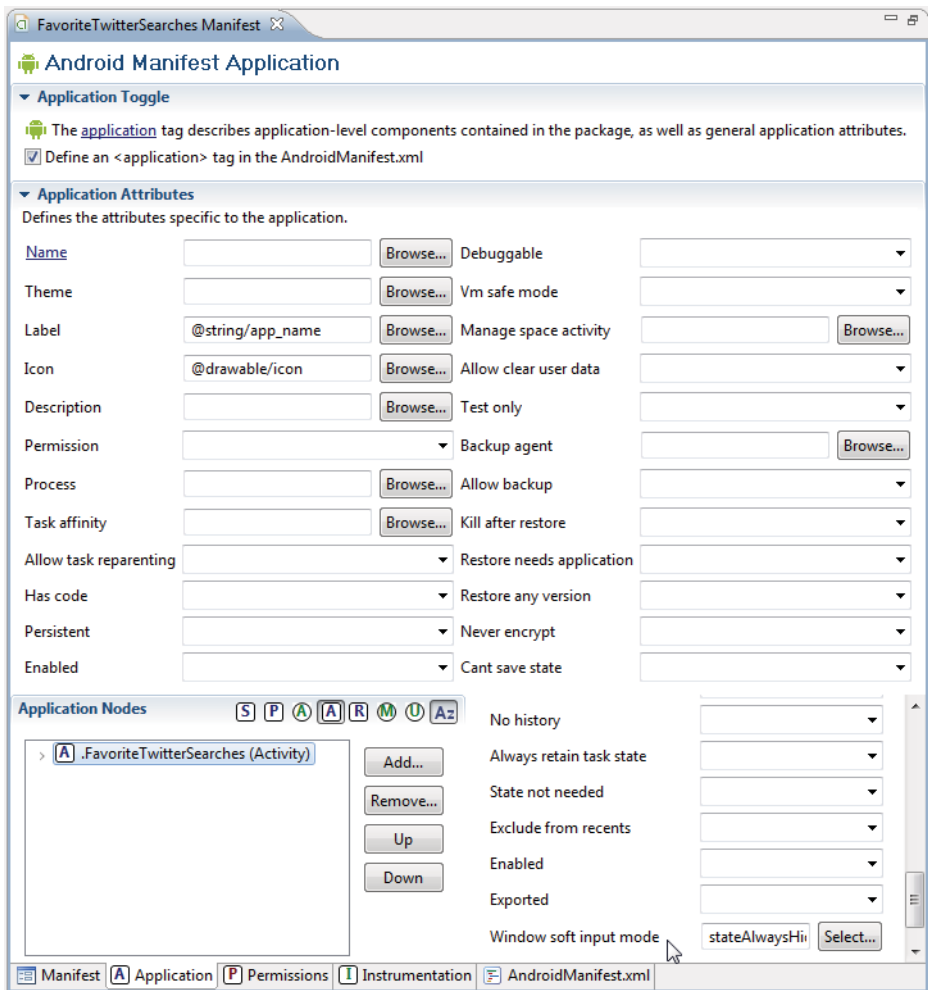 FavoriteTwitterSearches Manifest
Android Manifest Application
Application Toggle
The application tag describes application-level components contained in the package, as well as general application attributes.
Define an <application> tag in the AndroidManifest.xml
Application Attributes
Defines the attributes specific to the application.
Name Browse... Debuggable
Theme Browse... Vm safe mode
Label @string/app_name Browse... Manage space activity Browse...
Icon @drawable/icon Browse... Allow clear user data
Description Browse... Test only
Permission Backup agent Browse...
Process Browse... Allow backup
Task affinity Browse... Kill after restore
Allow task reparenting Restore needs application
Has code Restore any version
Persistent Never encrypt
Enabled Cant save state
Application Nodes S P A A R M U Az
A .FavoriteTwitterSearches (Activity)
Add...
Remove...
Up
Down
No history
Always retain task state
State not needed
Exclude from recents
Enabled
Exported
Window soft input mode stateAlwaysHi Select...
Manifest A Application P Permissions I Instrumentation AndroidManifest.xml